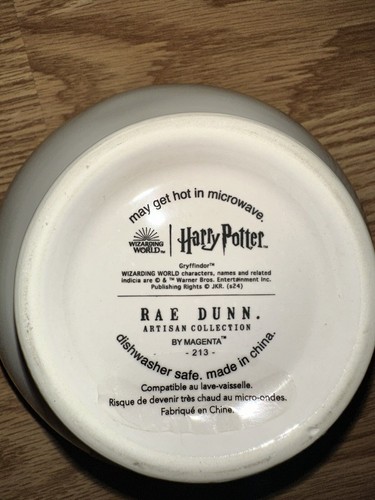 may get hot in microwave.
WIZARDING
WORLD™
Harry Potter™
Gryffindor™
WIZARDING WORLD characters, names and related
indicia are © & ™ Warner Bros. Entertainment Inc.
Publishing Rights © JKR. (s24)
RAE DUNN.
ARTISAN COLLECTION
BY MAGENTA™
- 213 -
dishwasher safe. made in china.
Compatible au lave-vaisselle.
Risque de devenir très chaud au micro-ondes.
Fabriqué en Chine.